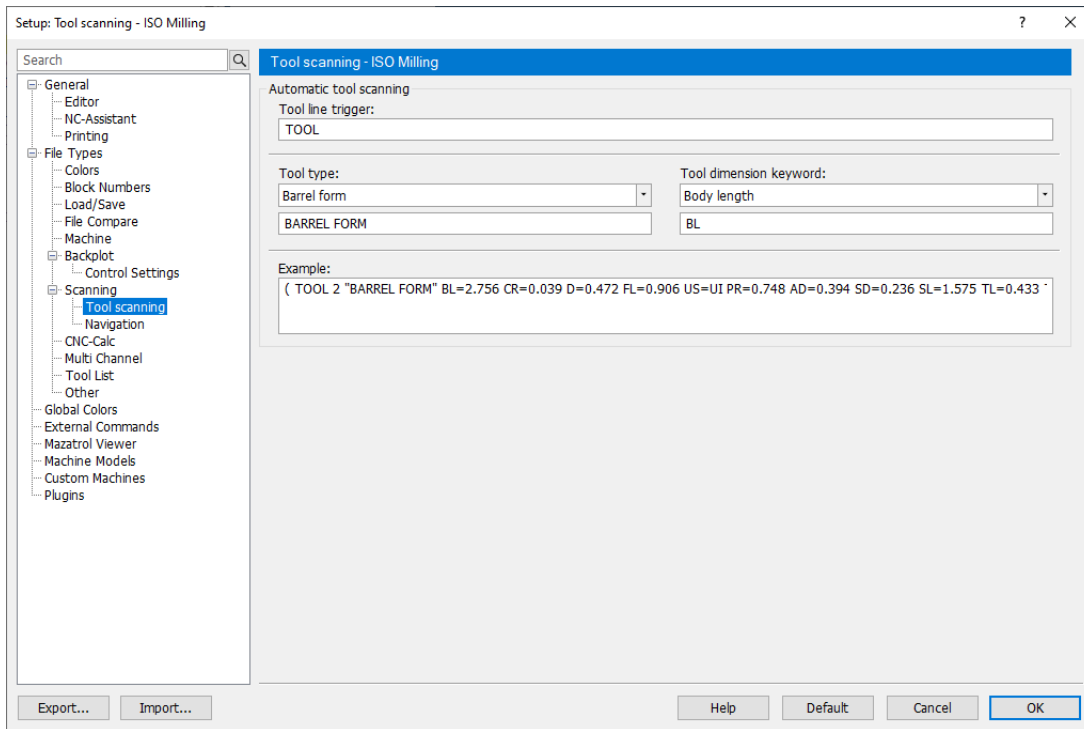 Setup: Tool scanning - ISO Milling
?
Search
General
Editor
NC-Assistant
Printing
File Types
Colors
Block Numbers
Load/Save
File Compare
Machine
Backplot
Control Settings
Scanning
Tool scanning
Navigation
CNC-Calc
Multi Channel
Tool List
Other
Global Colors
External Commands
Mazatrol Viewer
Machine Models
Custom Machines
Plugins
Tool scanning - ISO Milling
Automatic tool scanning
Tool line trigger:
TOOL
Tool type: Tool dimension keyword:
Barrel form Body length
BARREL FORM BL
Example:
( TOOL 2 "BARREL FORM" BL=2.756 CR=0.039 D=0.472 FL=0.906 US=UI PR=0.748 AD=0.394 SD=0.236 SL=1.575 TL=0.433
Export... Import... Help Default Cancel OK